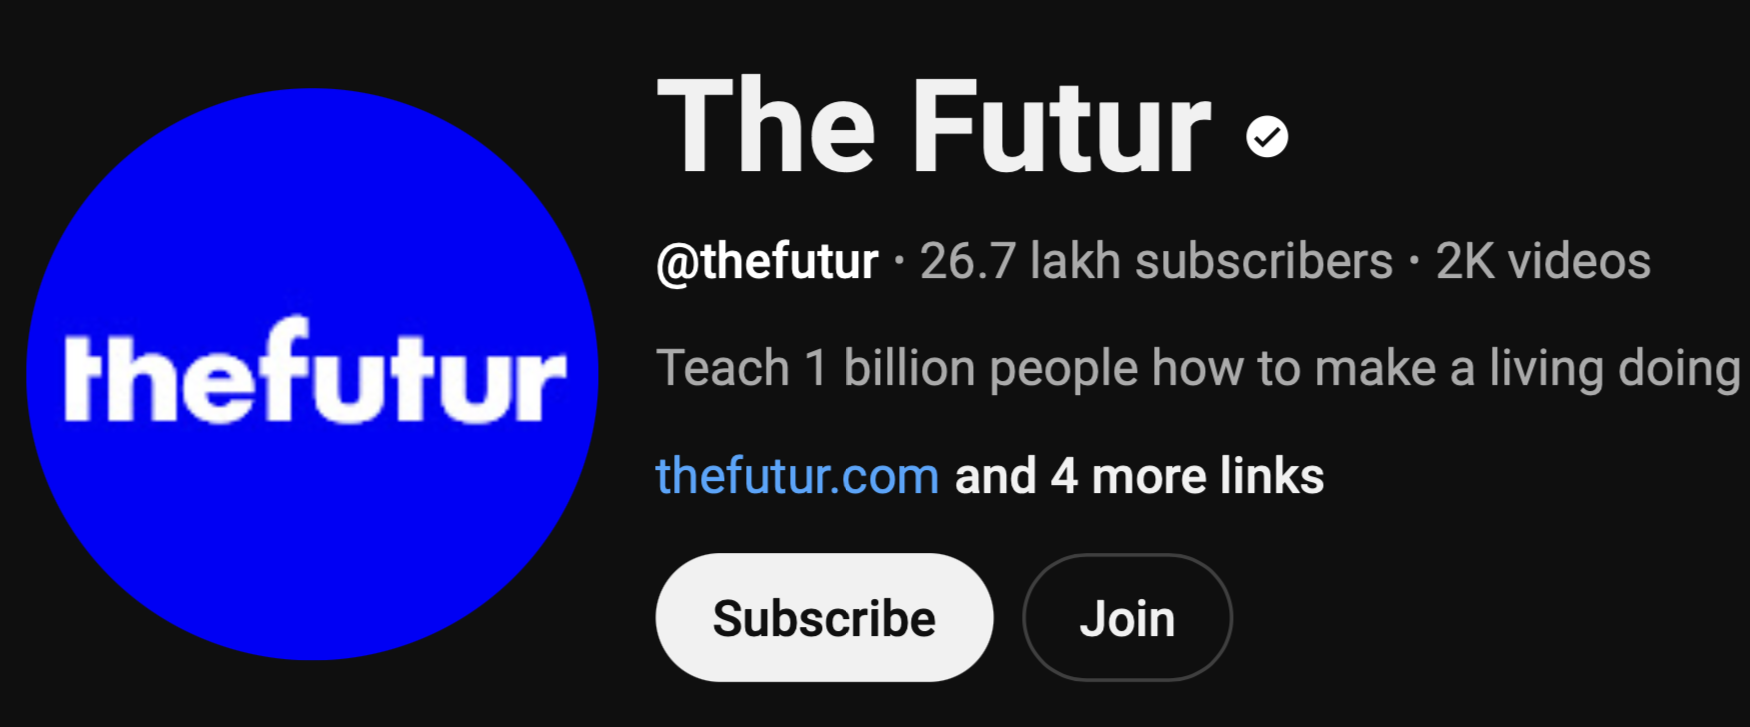 The Futur
@thefutur · 26.7 lakh subscribers · 2K videos
thefutur
Teach 1 billion people how to make a living doing
thefutur.com and 4 more links
Subscribe Join